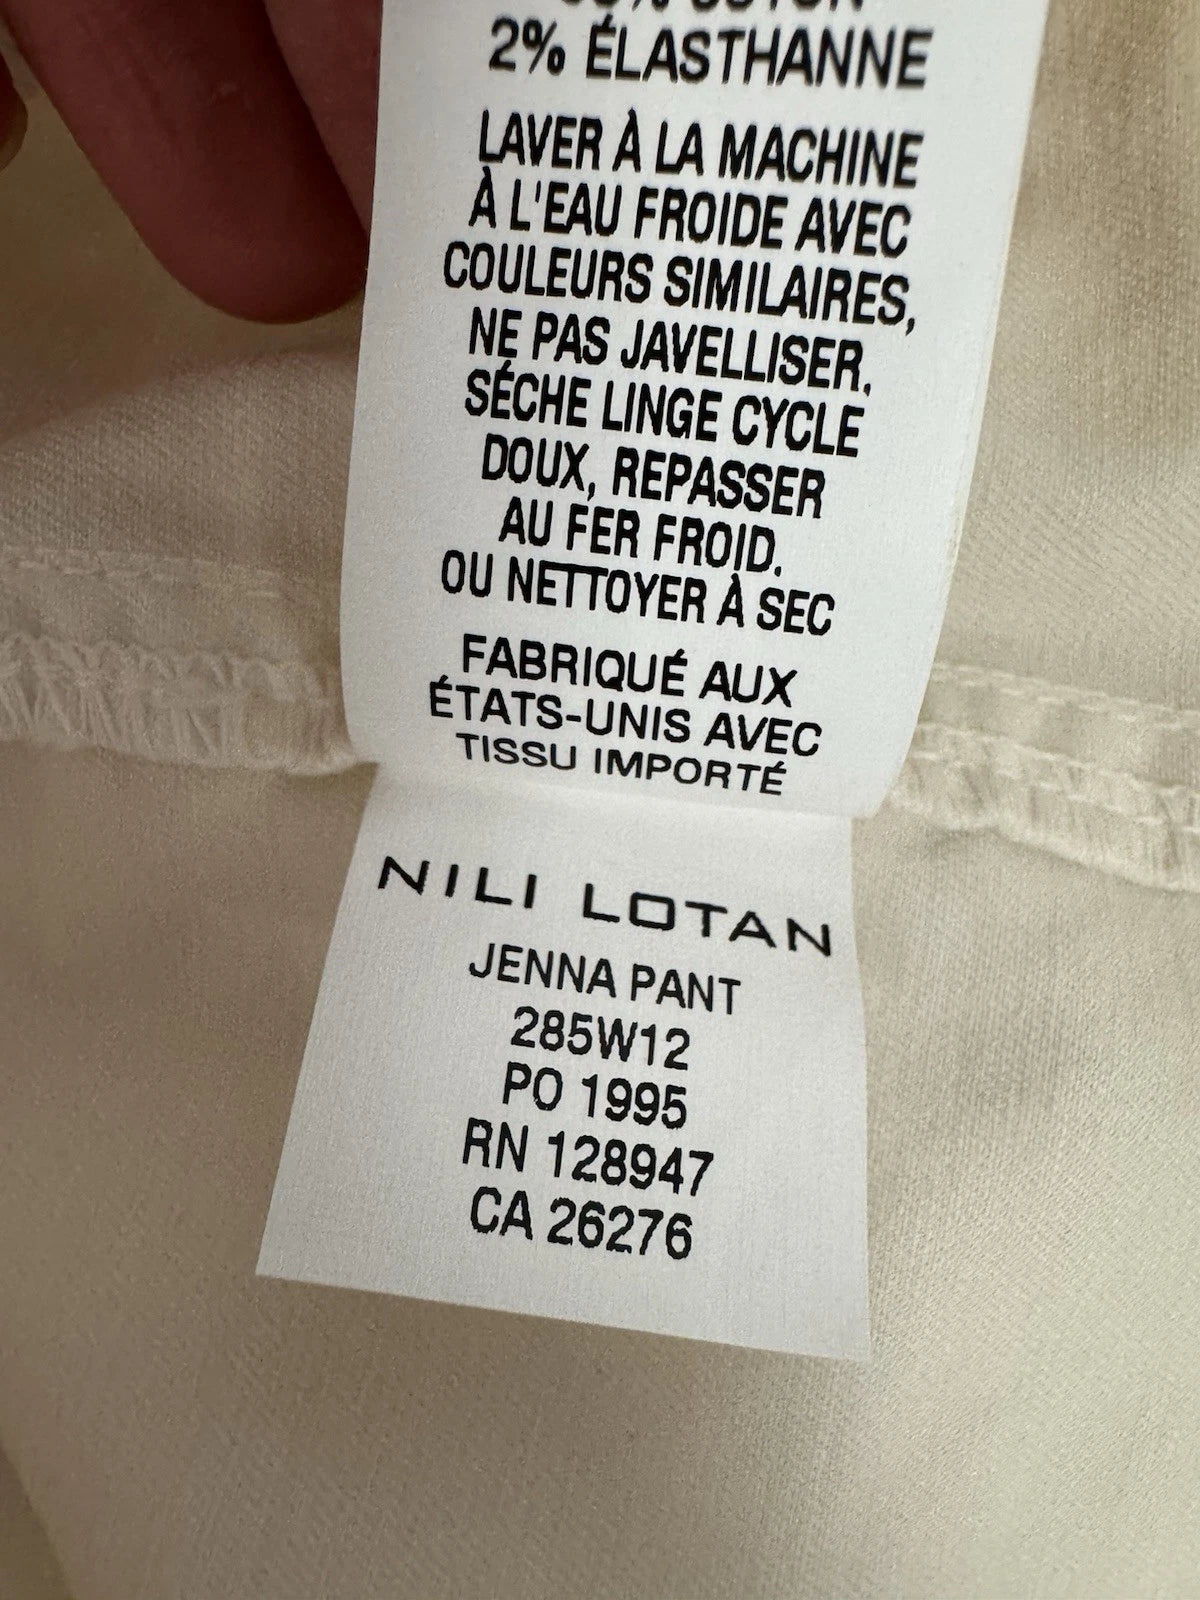 2% ÉLASTHANNE
LAVER À LA MACHINE
À L'EAU FROIDE AVEC
COULEURS SIMILAIRES,
NE PAS JAVELLISER.
SÉCHE LINGE CYCLE
DOUX, REPASSER
AU FER FROID.
OU NETTOYER À SEC
FABRIQUÉ AUX
ÉTATS-UNIS AVEC
TISSU IMPORTÉ
NILI LOTAN
JENNA PANT
285W12
PO 1995
RN 128947
CA 26276